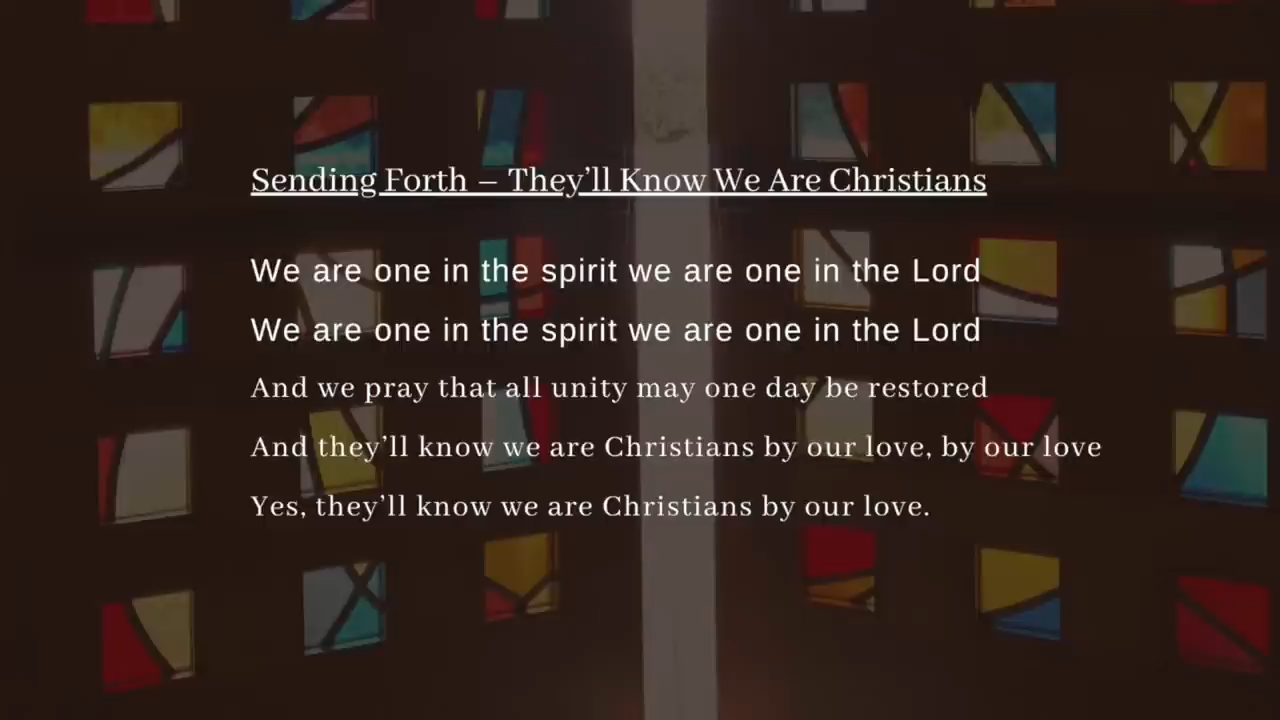 Sending Forth – They’ll Know We Are Christians
We are one in the spirit we are one in the Lord
We are one in the spirit we are one in the Lord
And we pray that all unity may one day be restored
And they’ll know we are Christians by our love, by our love
Yes, they’ll know we are Christians by our love.